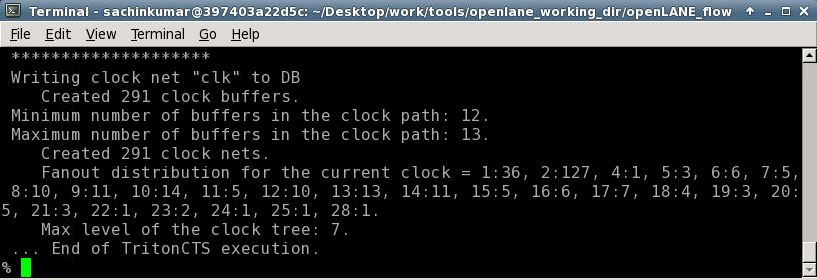 Terminal - sachinkumar@397403a22d5c: ~/Desktop/work/tools/openlane_working_dir/openLANE_flow
File Edit View Terminal Go Help
********************
Writing clock net "clk" to DB
Created 291 clock buffers.
Minimum number of buffers in the clock path: 12.
Maximum number of buffers in the clock path: 13.
Created 291 clock nets.
Fanout distribution for the current clock = 1:36, 2:127, 4:1, 5:3, 6:6, 7:5,
8:10, 9:11, 10:14, 11:5, 12:10, 13:13, 14:11, 15:5, 16:6, 17:7, 18:4, 19:3, 20:
5, 21:3, 22:1, 23:2, 24:1, 25:1, 28:1.
Max level of the clock tree: 7.
... End of TritonCTS execution.
%